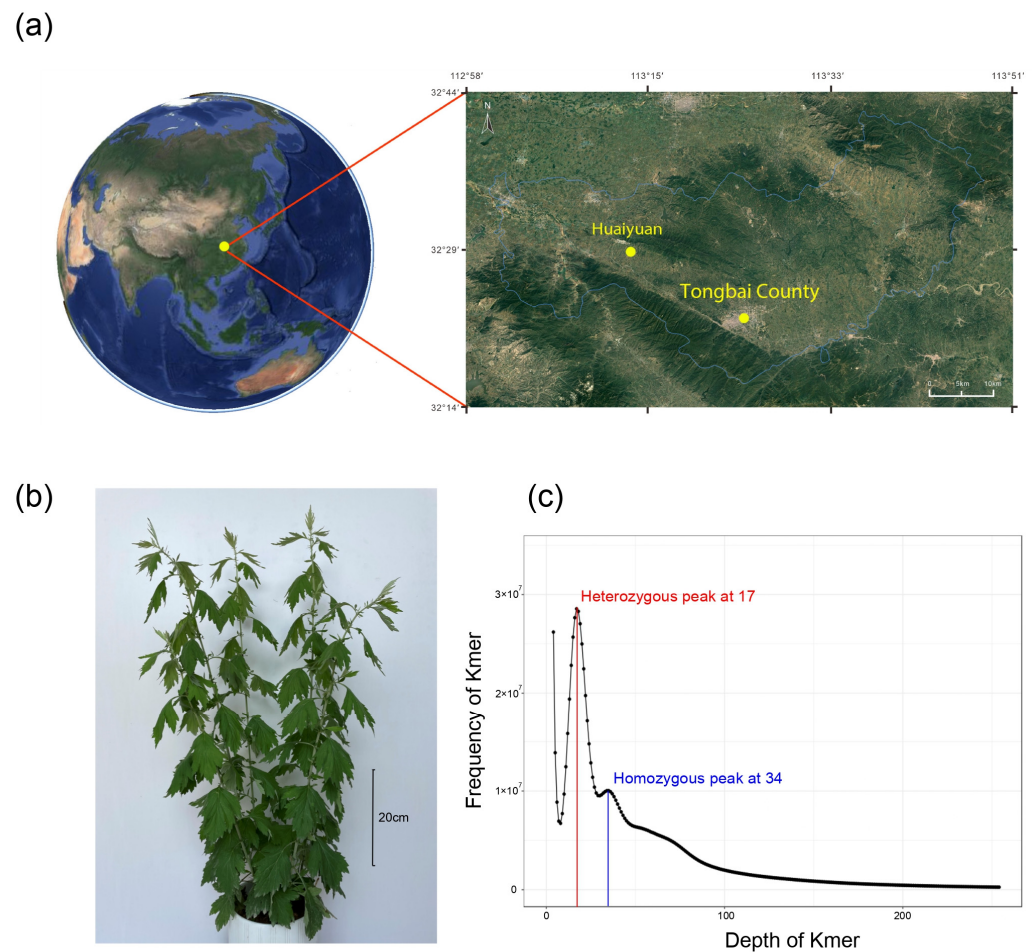 (a)
112°58'
113°15'
113°33'
113°51'
32°44'
N
Huaiyuan
32°29'
Tongbai County
0
5km
10km
32°14'
(b)
20cm
(c)
3×10⁷
Heterozygous peak at 17
2×10⁷
Homozygous peak at 34
1×10⁷
0
Frequency of Kmer
0
100
200
Depth of Kmer